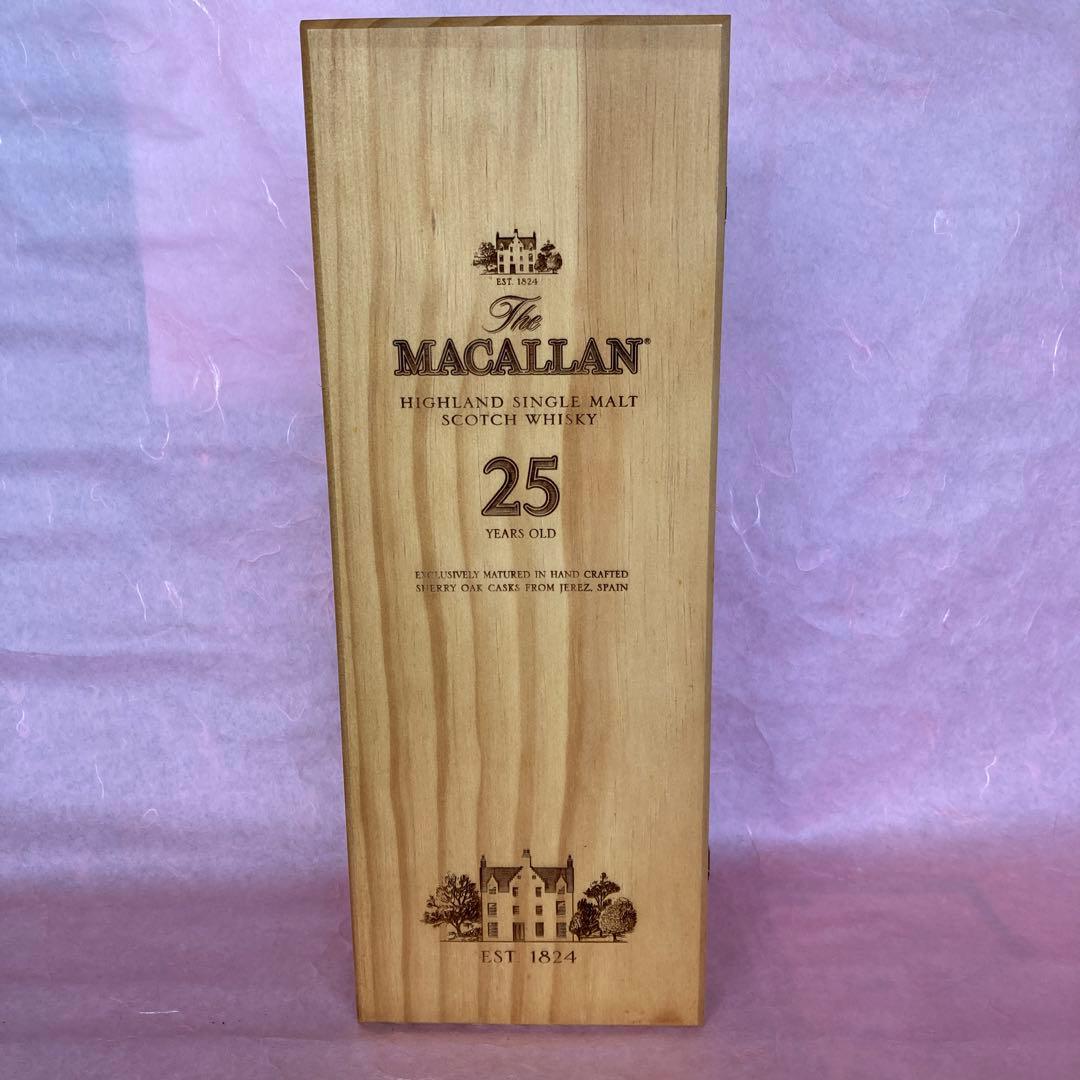 EST. 1824
The
MACALLAN®
HIGHLAND SINGLE MALT
SCOTCH WHISKY
25
YEARS OLD
EXCLUSIVELY MATURED IN HAND CRAFTED
SHERRY OAK CASKS FROM JEREZ, SPAIN
EST. 1824